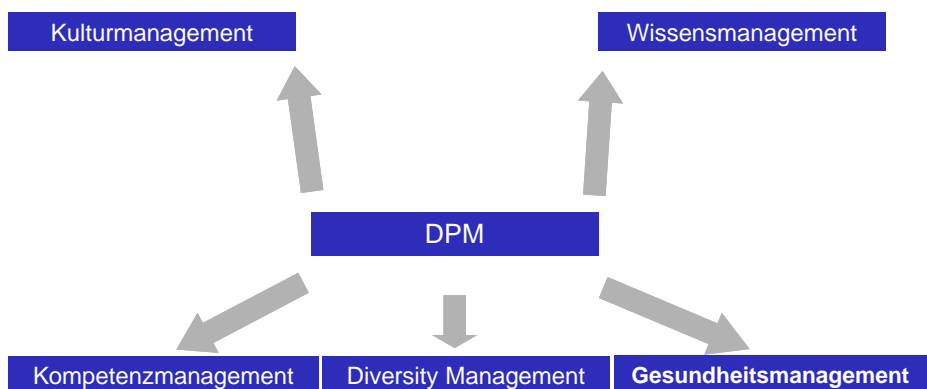 Kulturmanagement
Wissensmanagement
DPM
Kompetenzmanagement
Diversity Management
Gesundheitsmanagement